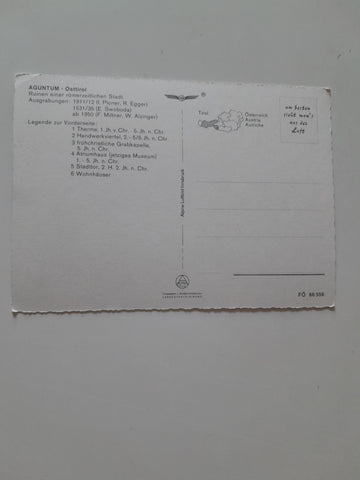 AGUNTUM - Osttirol
Ruinen einer römerzeitlichen Stadt
Ausgrabungen: 1911/12 (I. Picner, R. Egger)
1931/35 (E. Swoboda)
ab 1950 (F. Miltner, W. Alzinger)
Legende zur Vorderseite:
1 Therme, 1. Jh. v. Chr. - 5. Jh. n. Chr.
2 Handwerksviertel, 2.-5/6. Jh. n. Chr.
3 frühchristliche Grabkapelle,
5. Jh. n. Chr.
4 Atriumhaus (jetziges Museum)
1. - 5. Jh. n. Chr.
5 Stadttor, 2. H. 2. Jh. n. Chr.
6 Wohnhäuser
Alpine Luftbild Innsbruck
Tirol
Österreich
Austria
Autriche
am besten
sieht man's
aus der
Luft
FÖ 86 556